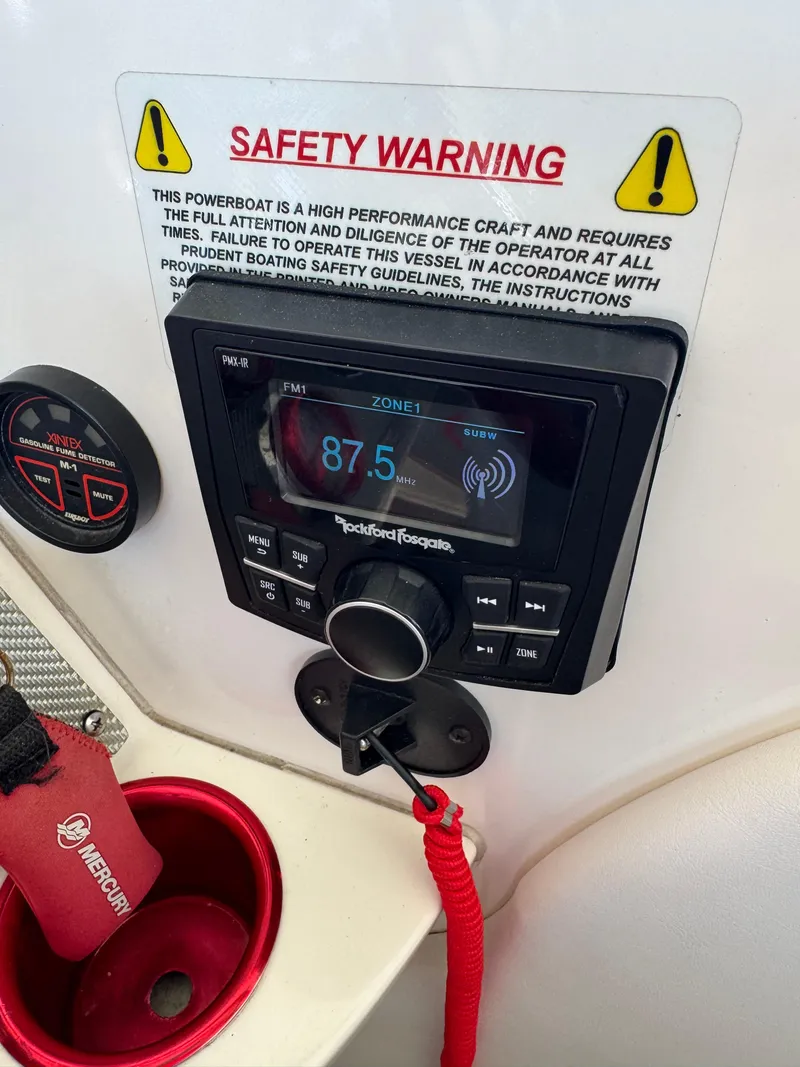 SAFETY WARNING
THIS POWERBOAT IS A HIGH PERFORMANCE CRAFT AND REQUIRES
THE FULL ATTENTION AND DILIGENCE OF THE OPERATOR AT ALL
TIMES. FAILURE TO OPERATE THIS VESSEL IN ACCORDANCE WITH
PRUDENT BOATING SAFETY GUIDELINES, THE INSTRUCTIONS
PROVIDED IN THE PRINTED AND VIDEO OWNERS MANUALS, AND
PMX-IR
FM1
ZONE1
SUBW
87.5 MHz
Rockford Fosgate
MENU
SUB +
SRC
SUB -
ZONE
XINTEX
GASOLINE FUME DETECTOR
M-1
TEST
MUTE
FIREBOY
MERCURY